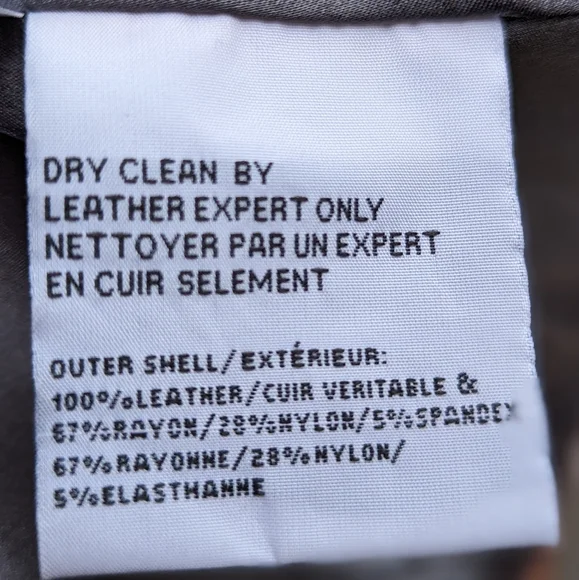 DRY CLEAN BY
LEATHER EXPERT ONLY
NETTOYER PAR UN EXPERT
EN CUIR SELEMENT
OUTER SHELL/EXTÉRIEUR:
100%LEATHER/CUIR VERITABLE &
67%RAYON/28%NYLON/5%SPANDEX
67%RAYONNE/28%NYLON/
5%ELASTHANNE